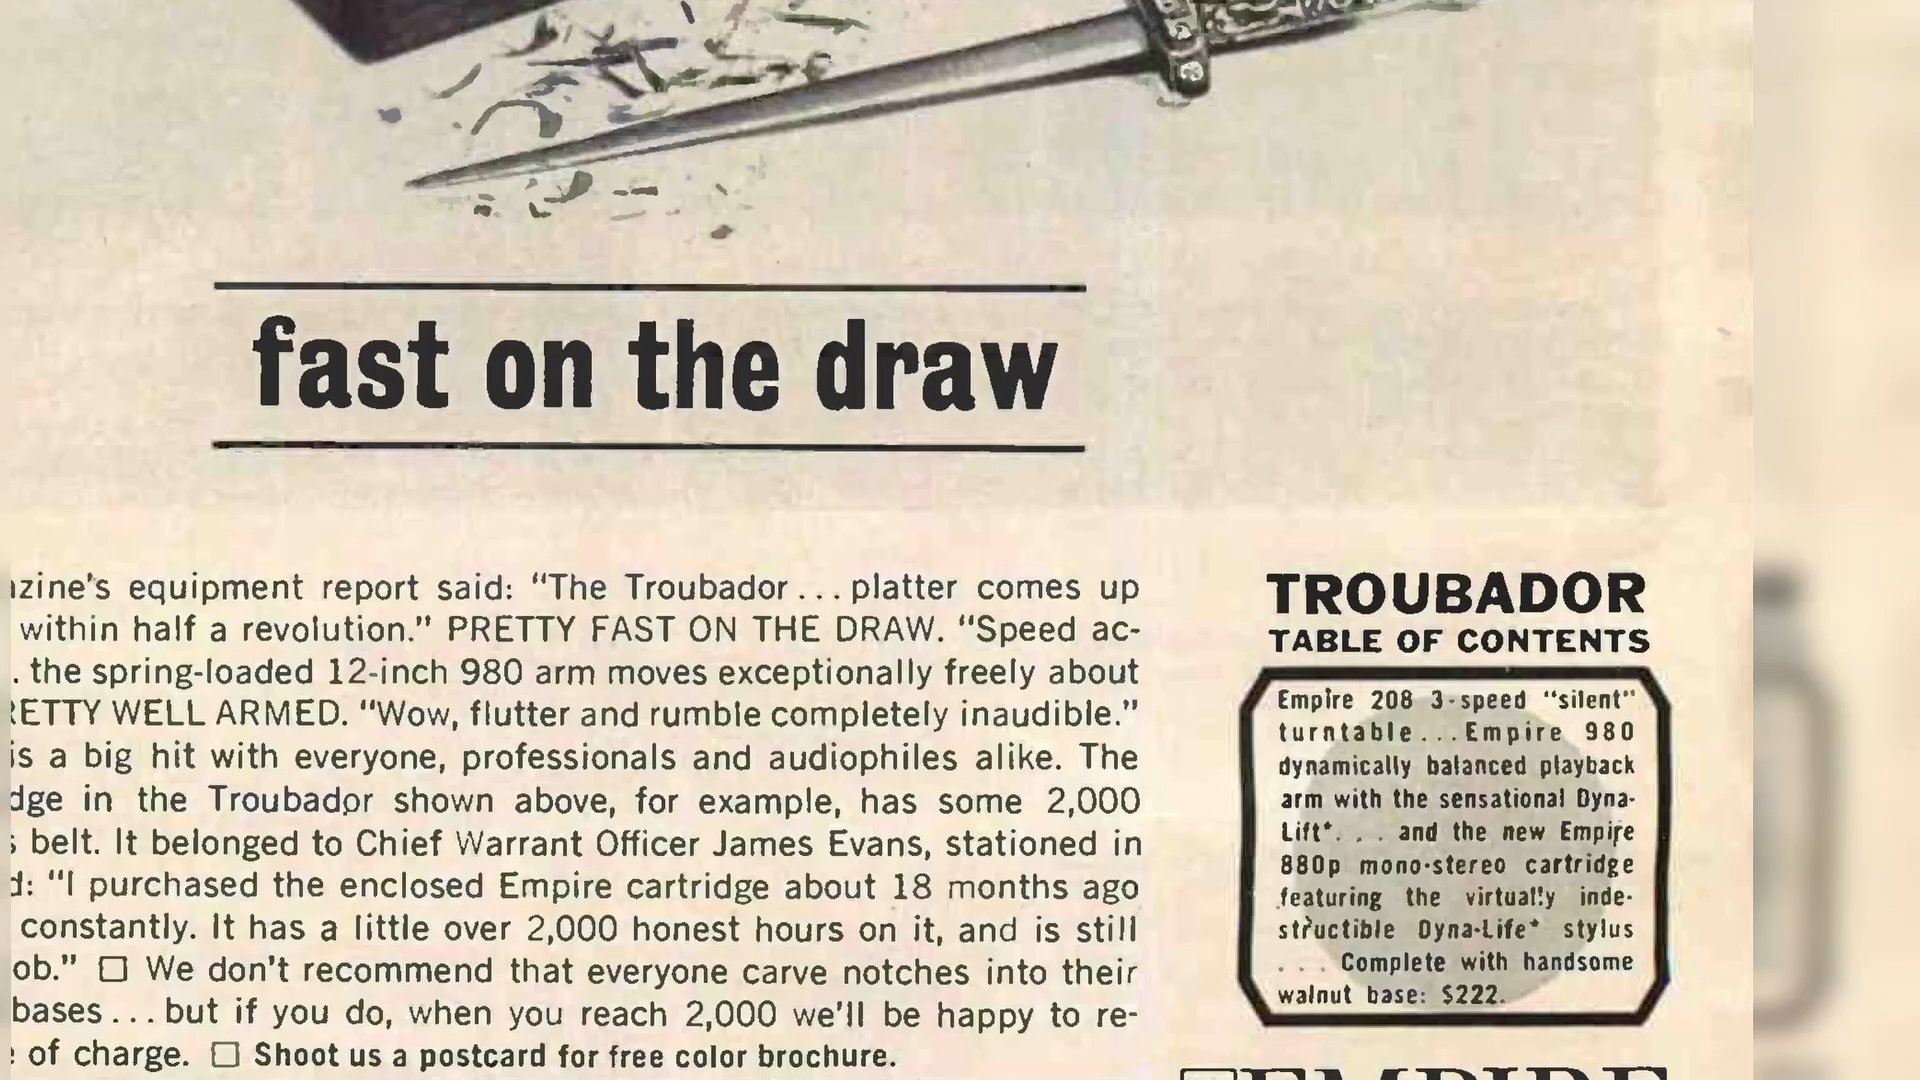 fast on the draw
azine's equipment report said: "The Troubador... platter comes up
within half a revolution." PRETTY FAST ON THE DRAW. "Speed ac-
. the spring-loaded 12-inch 980 arm moves exceptionally freely about
RETTY WELL ARMED. "Wow, flutter and rumble completely inaudible."
is a big hit with everyone, professionals and audiophiles alike. The
dge in the Troubador shown above, for example, has some 2,000
s belt. It belonged to Chief Warrant Officer James Evans, stationed in
d: "I purchased the enclosed Empire cartridge about 18 months ago
constantly. It has a little over 2,000 honest hours on it, and is still
ob." □ We don't recommend that everyone carve notches into their
bases... but if you do, when you reach 2,000 we'll be happy to re-
of charge. □ Shoot us a postcard for free color brochure.
TROUBADOR
TABLE OF CONTENTS
Empire 208 3-speed "silent"
turntable...Empire 980
dynamically balanced playback
arm with the sensational Dyna-
Lift*... and the new Empire
880p mono-stereo cartridge
featuring the virtually inde-
structible Dyna-Life* stylus
... Complete with handsome
walnut base: $222.
EMPIRE